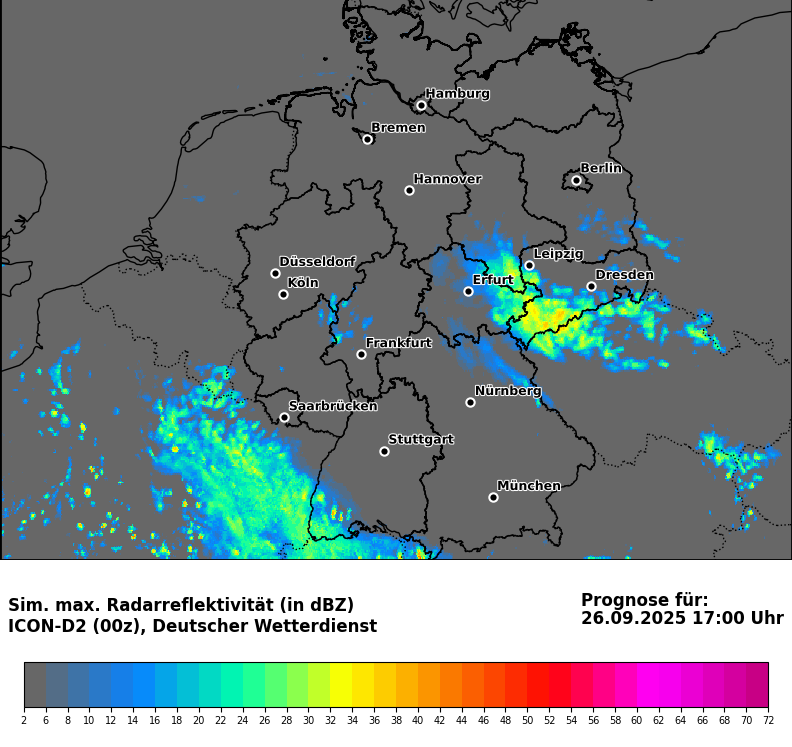 Hamburg
Bremen
Berlin
Hannover
Leipzig
Düsseldorf
Dresden
Köln
Erfurt
Frankfurt
Nürnberg
Saarbrücken
Stuttgart
München
Sim. max. Radarreflektivität (in dBZ)
ICON-D2 (00z), Deutscher Wetterdienst
Prognose für:
26.09.2025 17:00 Uhr
2 6 8 10 12 14 16 18 20 22 24 26 28 30 32 34 36 38 40 42 44 46 48 50 52 54 56 58 60 62 64 66 68 70 72